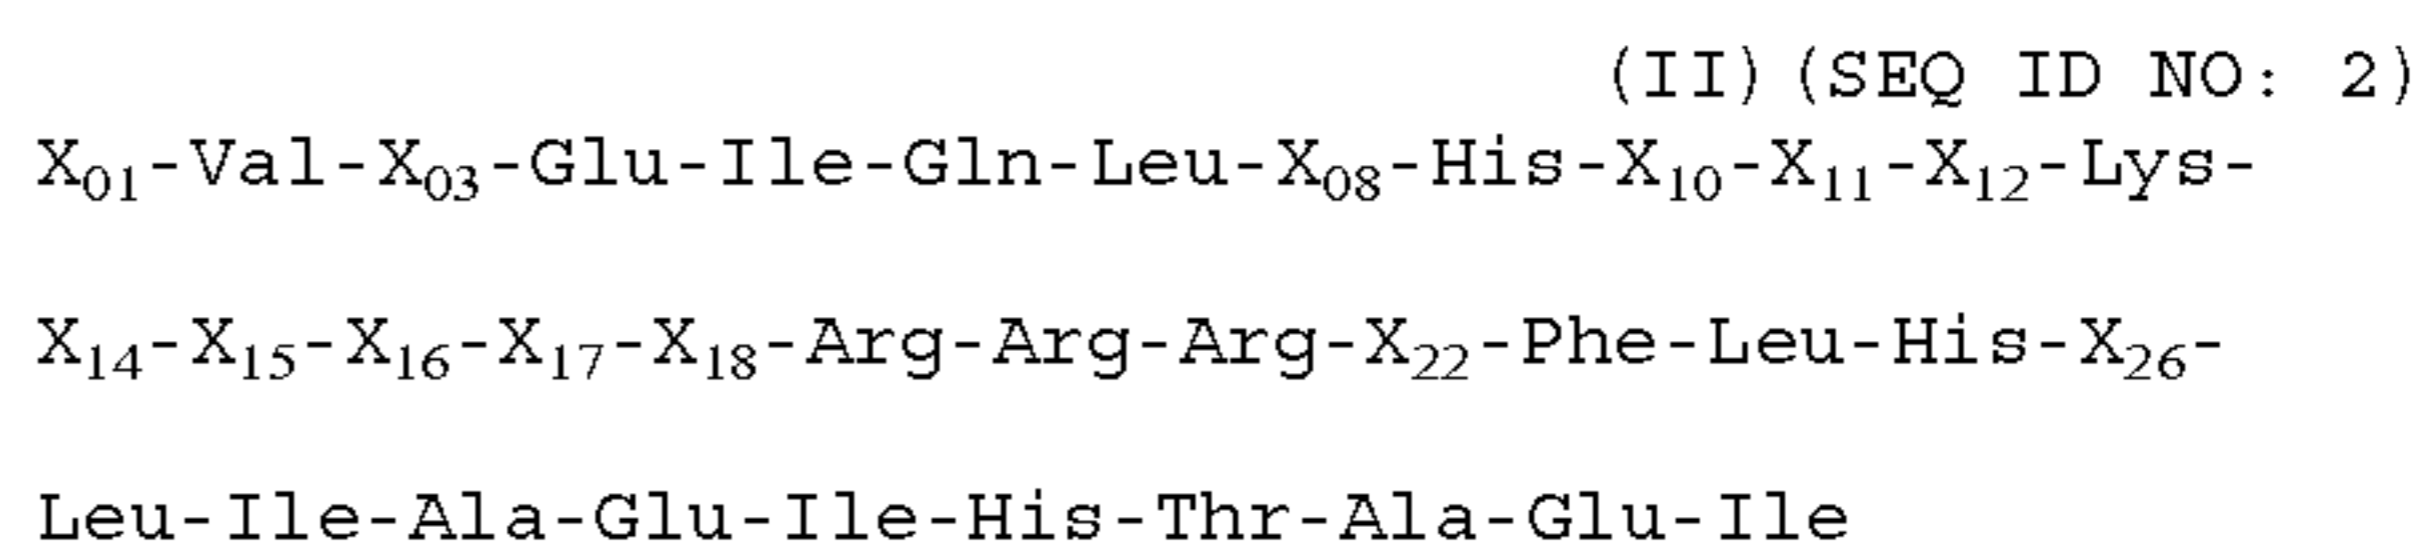 (II)(SEQ ID NO: 2)
X₀₁-Val-X₀₃-Glu-Ile-Gln-Leu-X₀₈-His-X₁₀-X₁₁-X₁₂-Lys-
X₁₄-X₁₅-X₁₆-X₁₇-X₁₈-Arg-Arg-Arg-X₂₂-Phe-Leu-His-X₂₆-
Leu-Ile-Ala-Glu-Ile-His-Thr-Ala-Glu-Ile